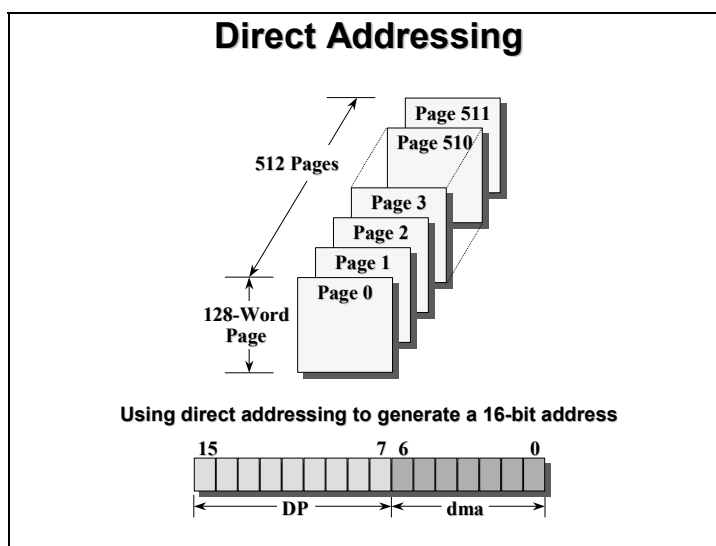 Direct Addressing
Page 511
Page 510
512 Pages
Page 3
Page 2
Page 1
Page 0
128-Word
Page
Using direct addressing to generate a 16-bit address
15 7 6 0
DP dma